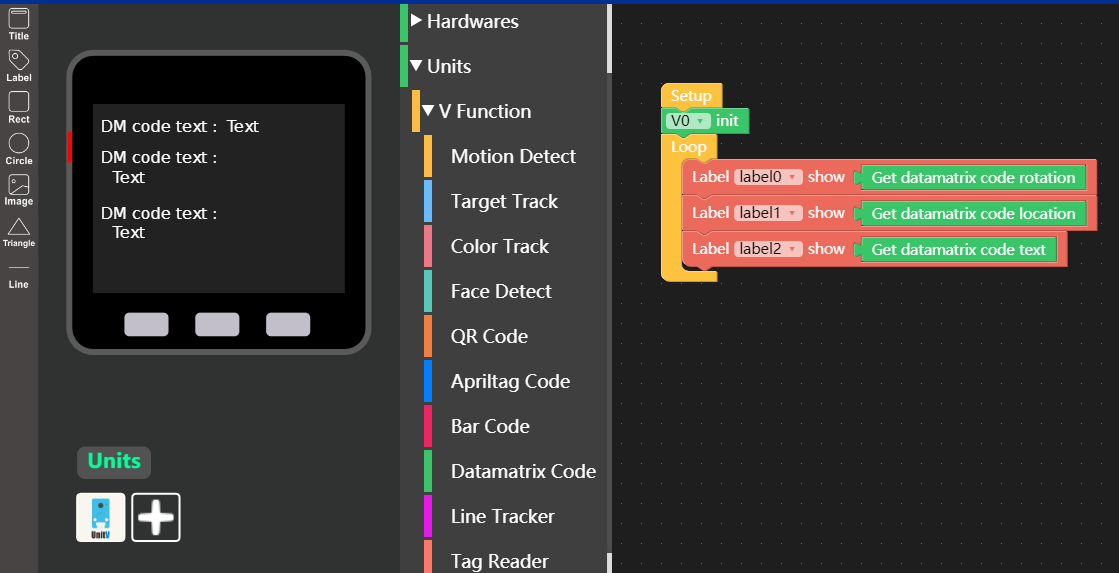 Title
Label
Rect
Circle
Image
Triangle
Line
DM code text : Text
DM code text :
Text
DM code text :
Text
Units
UnitV
Hardwares
Units
V Function
Motion Detect
Target Track
Color Track
Face Detect
QR Code
Apriltag Code
Bar Code
Datamatrix Code
Line Tracker
Tag Reader
Setup
V0 init
Loop
Label label0 show Get datamatrix code rotation
Label label1 show Get datamatrix code location
Label label2 show Get datamatrix code text